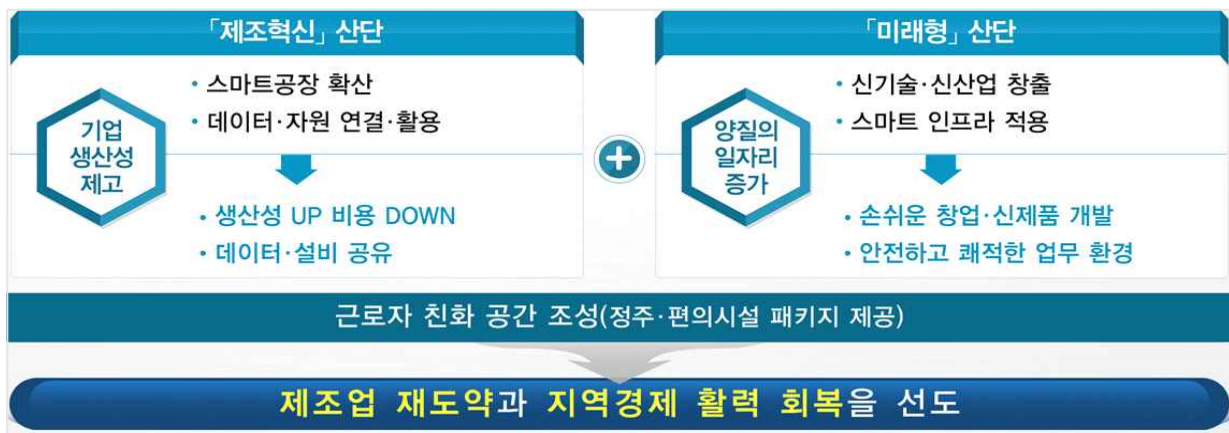 「제조혁신」 산단
기업
생산성
제고
• 스마트공장 확산
• 데이터·자원 연결·활용
• 생산성 UP 비용 DOWN
• 데이터·설비 공유
+
「미래형」 산단
양질의
일자리
증가
• 신기술·신산업 창출
• 스마트 인프라 적용
• 손쉬운 창업·신제품 개발
• 안전하고 쾌적한 업무 환경
근로자 친화 공간 조성(정주·편의시설 패키지 제공)
제조업 재도약과 지역경제 활력 회복을 선도